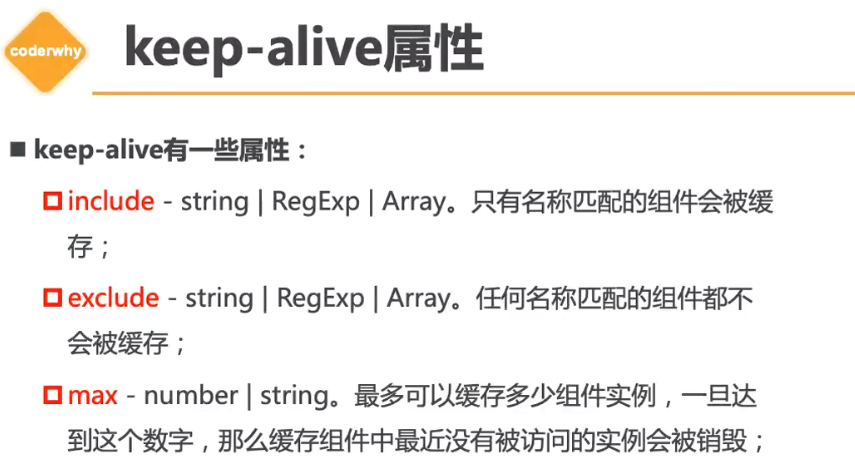 coderwhy
keep-alive属性
keep-alive有一些属性：
include - string | RegExp | Array。只有名称匹配的组件会被缓
存；
exclude - string | RegExp | Array。任何名称匹配的组件都不
会被缓存；
max - number | string。最多可以缓存多少组件实例，一旦达
到这个数字，那么缓存组件中最近没有被访问的实例会被销毁；